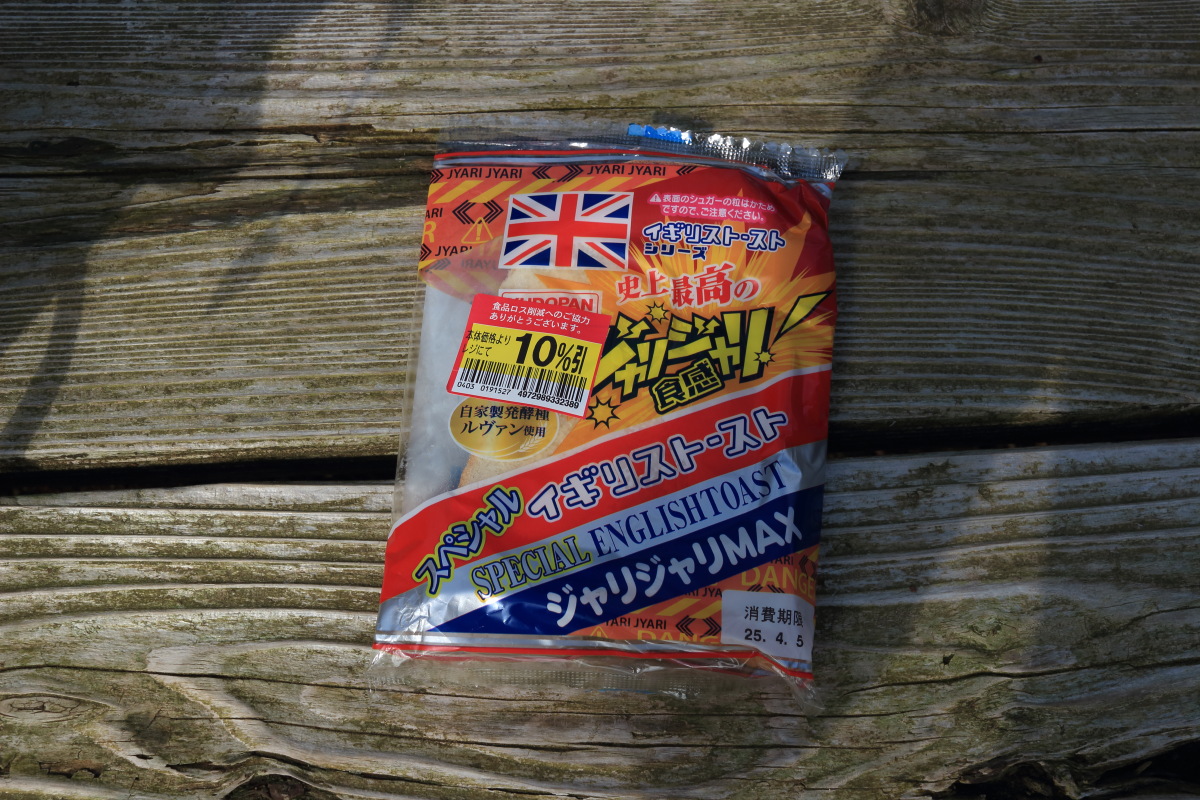 JYARI JYARI
JYARI JYARI
表面のシュガーの粒はかため
ですので、ご注意ください。
イギリストースト
シリーズ
史上最高の
ジャリジャリ
食感
食品ロス削減へのご協力
ありがとうございます。
本体価格より
レジにて
10%引
0403 0191527 4972989332389
自家製発酵種
ルヴァン使用
スペシャル
イギリストースト
SPECIAL ENGLISHTOAST
ジャリジャリMAX
消費期限
25. 4. 5